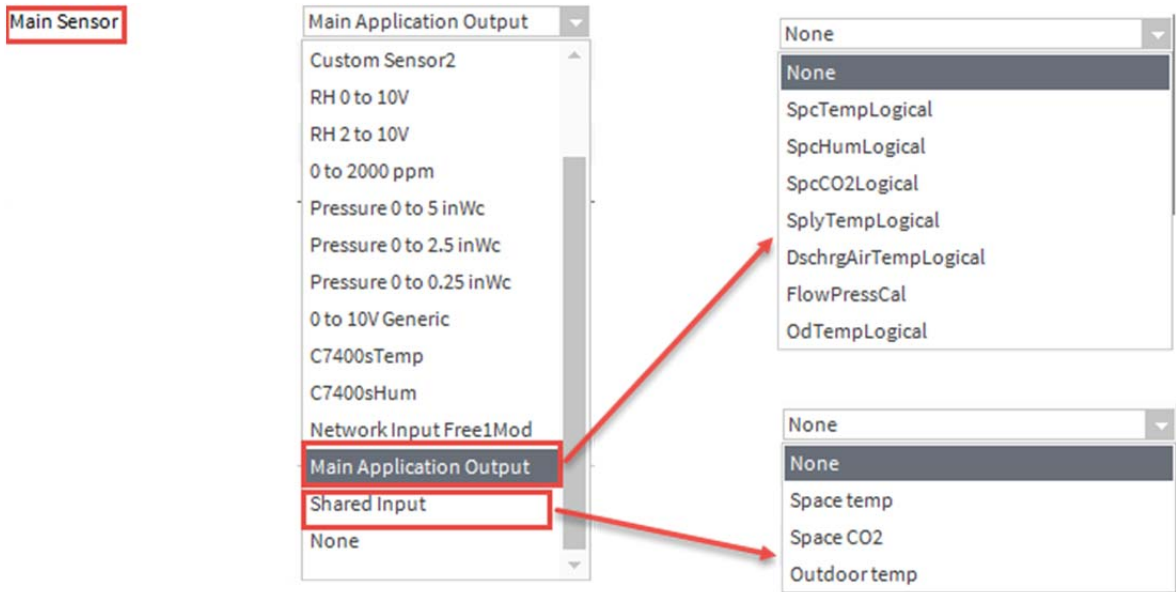 Main Sensor
Main Application Output
Custom Sensor2
RH 0 to 10V
RH 2 to 10V
0 to 2000 ppm
Pressure 0 to 5 inWc
Pressure 0 to 2.5 inWc
Pressure 0 to 0.25 inWc
0 to 10V Generic
C7400sTemp
C7400sHum
Network Input Free1Mod
Main Application Output
Shared Input
None
None
None
SpcTempLogical
SpcHumLogical
SpcCO2Logical
SplyTempLogical
DschrgAirTempLogical
FlowPressCal
OdTempLogical
None
None
Space temp
Space CO2
Outdoor temp